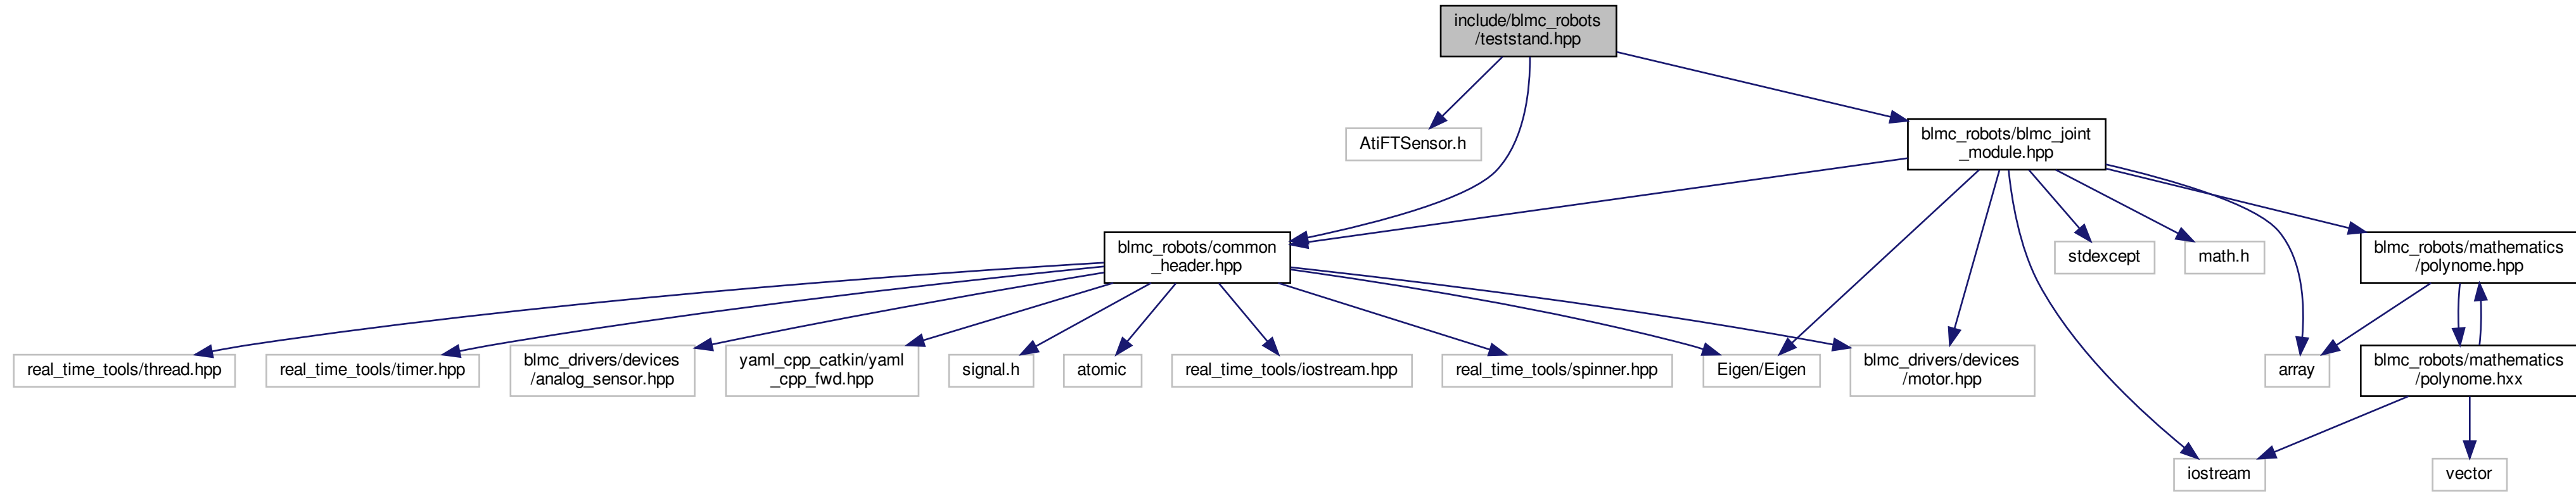 include/blmc_robots
/teststand.hpp
AtiFTSensor.h
blmc_robots/blmc_joint
_module.hpp
blmc_robots/common
_header.hpp
stdexcept
math.h
blmc_robots/mathematics
/polynome.hpp
real_time_tools/thread.hpp
real_time_tools/timer.hpp
blmc_drivers/devices
/analog_sensor.hpp
yaml_cpp_catkin/yaml
_cpp_fwd.hpp
signal.h
atomic
real_time_tools/iostream.hpp
real_time_tools/spinner.hpp
Eigen/Eigen
blmc_drivers/devices
/motor.hpp
array
blmc_robots/mathematics
/polynome.hxx
iostream
vector